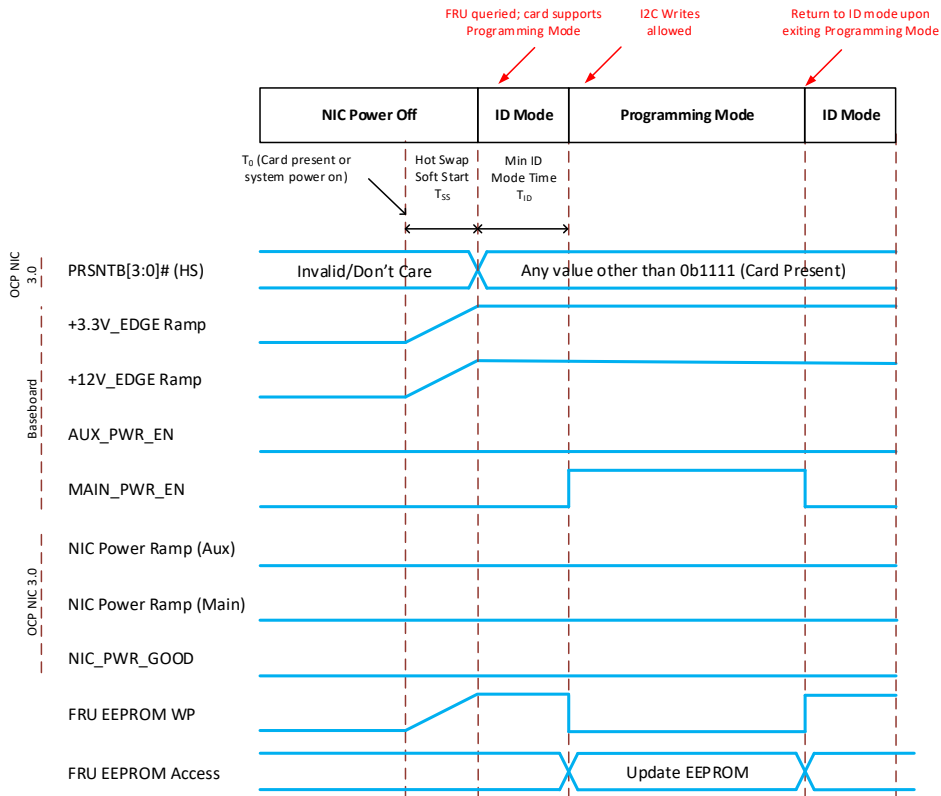 FRU queried; card supports
Programming Mode
I2C Writes
allowed
Return to ID mode upon
exiting Programming Mode
NIC Power Off
ID Mode
Programming Mode
ID Mode
T₀ (Card present or
system power on)
Hot Swap
Soft Start
T_SS
Min ID
Mode Time
T_ID
OCP NIC
3.0
PRSNTB[3:0]# (HS)
Invalid/Don't Care
Any value other than 0b1111 (Card Present)
Baseboard
+3.3V_EDGE Ramp
+12V_EDGE Ramp
AUX_PWR_EN
MAIN_PWR_EN
OCP NIC 3.0
NIC Power Ramp (Aux)
NIC Power Ramp (Main)
NIC_PWR_GOOD
FRU EEPROM WP
FRU EEPROM Access
Update EEPROM